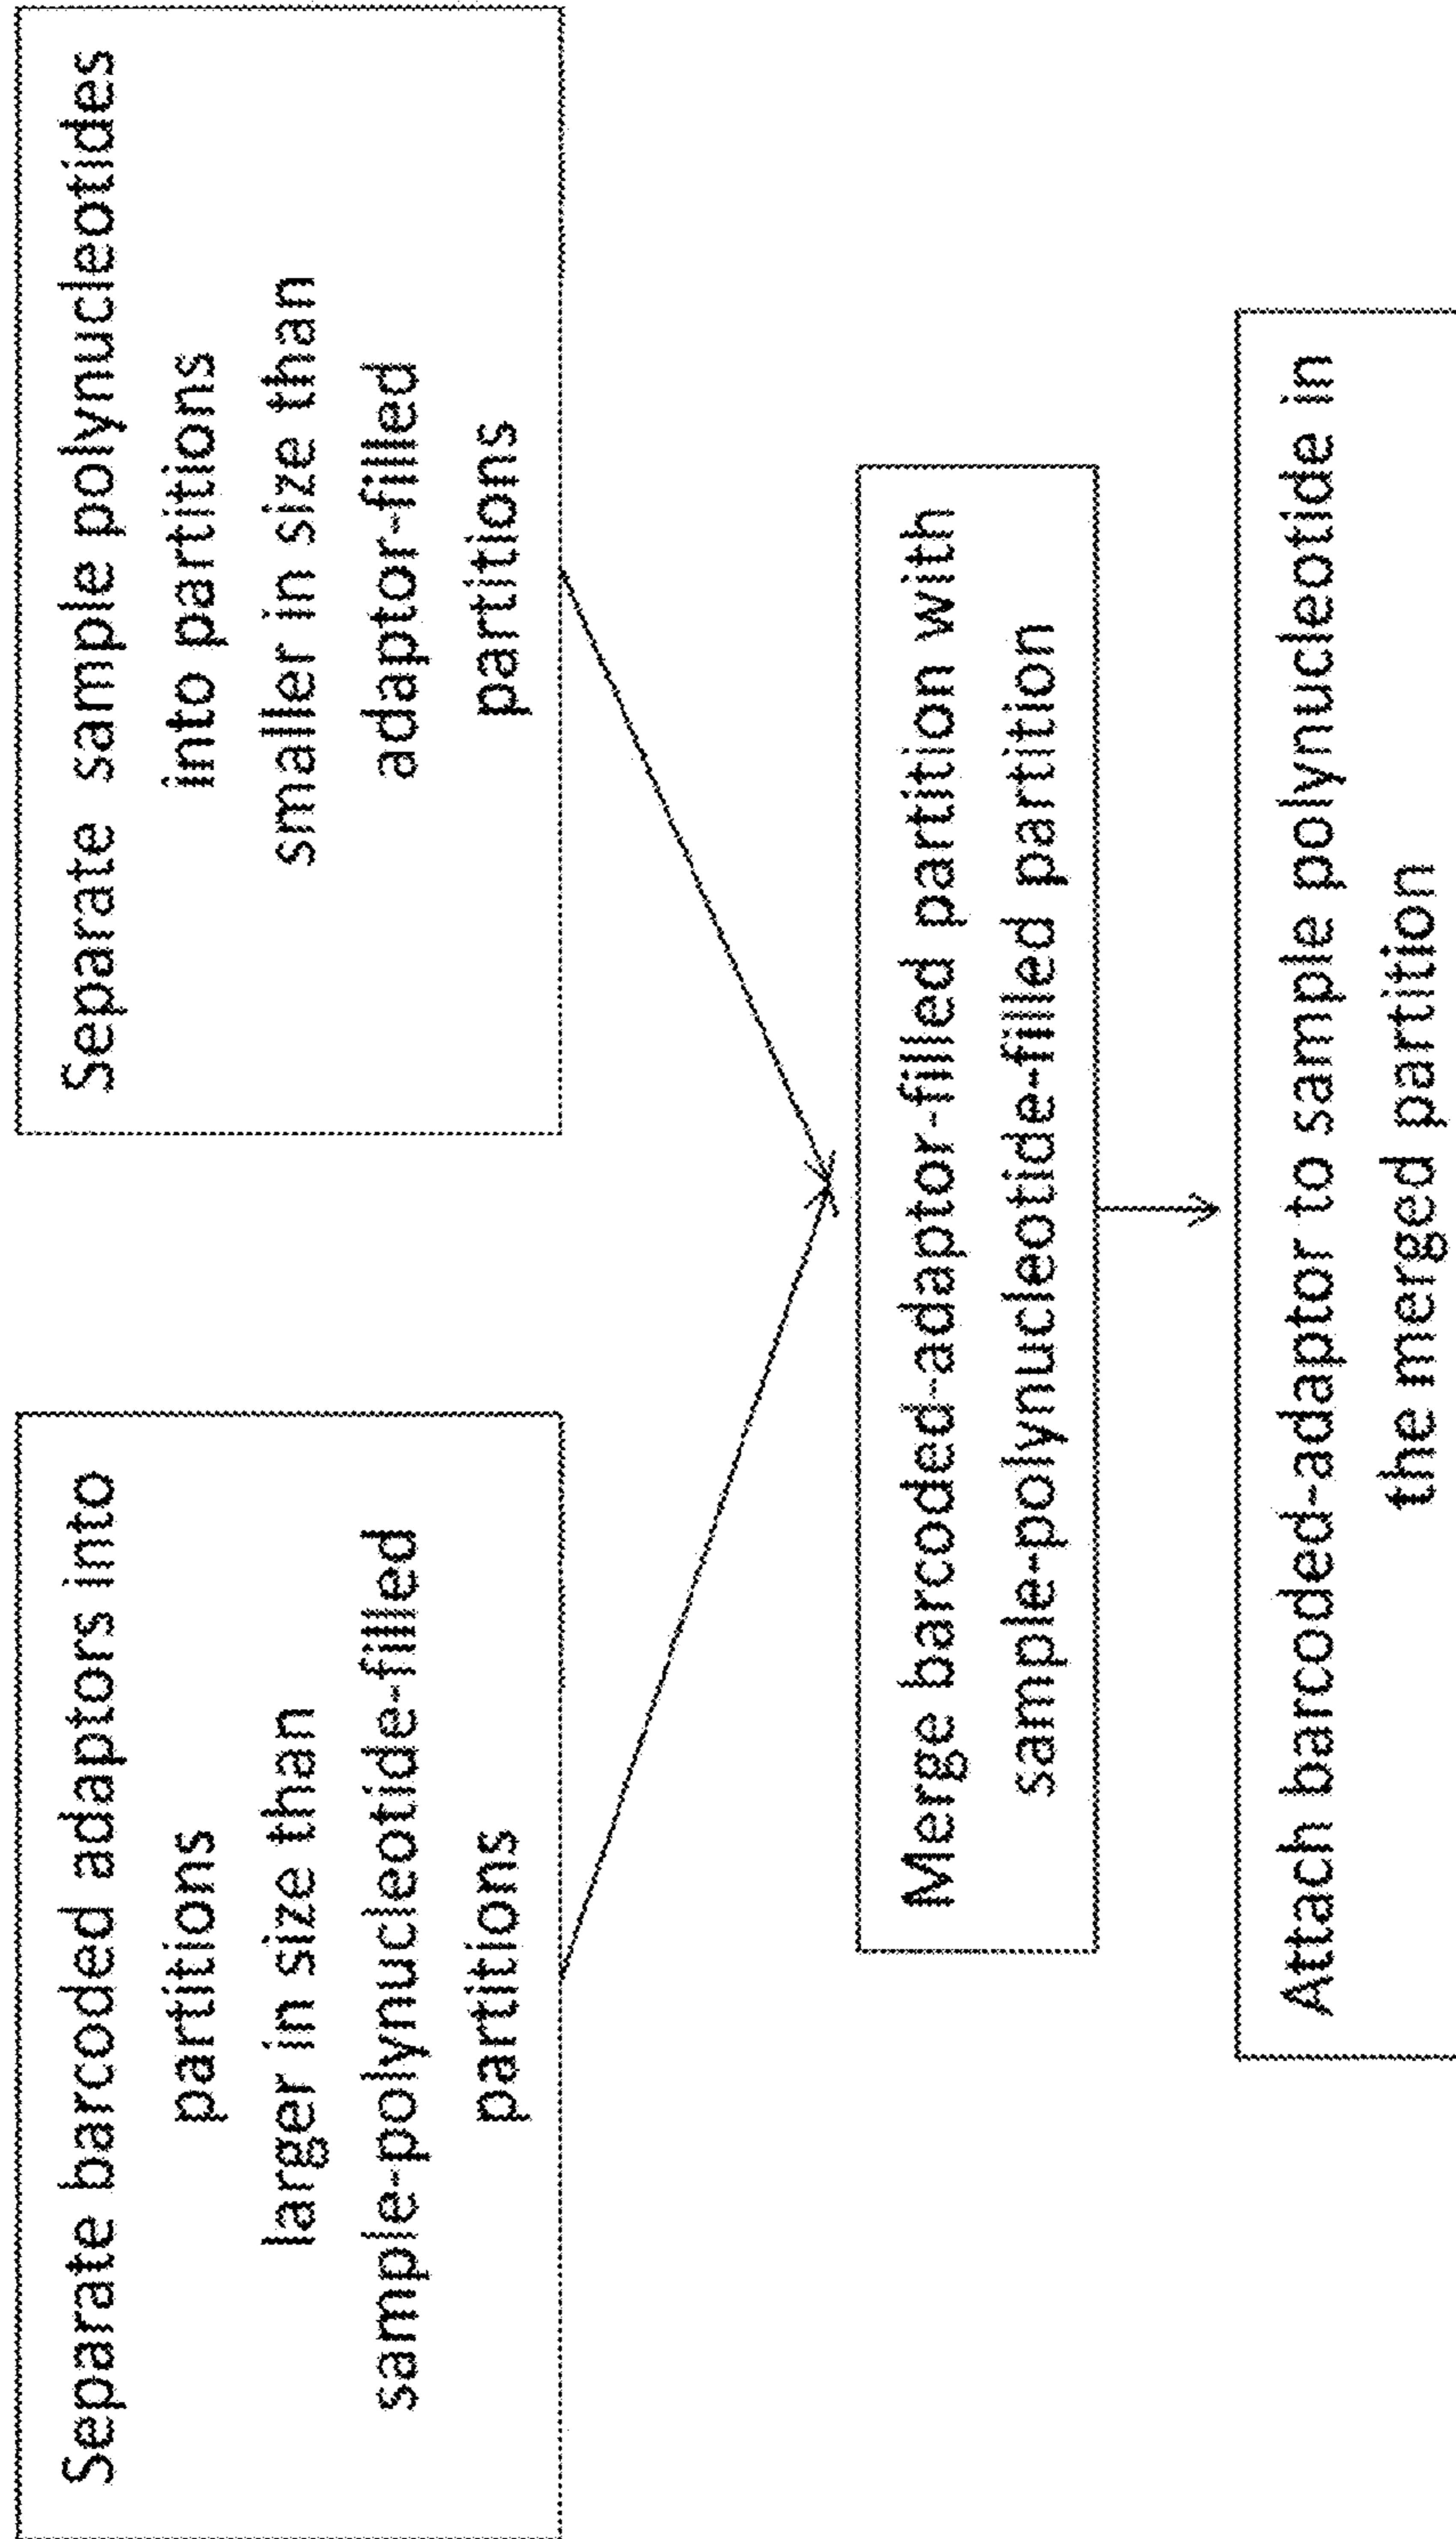 Separate barcoded adaptors into
partitions
larger in size than
sample-polynucleotide-filled
partitions
Separate sample polynucleotides
into partitions
smaller in size than
adaptor-filled
partitions
Merge barcoded-adaptor-filled partition with
sample-polynucleotide-filled partition
Attach barcoded-adaptor to sample polynucleotide in
the merged partition